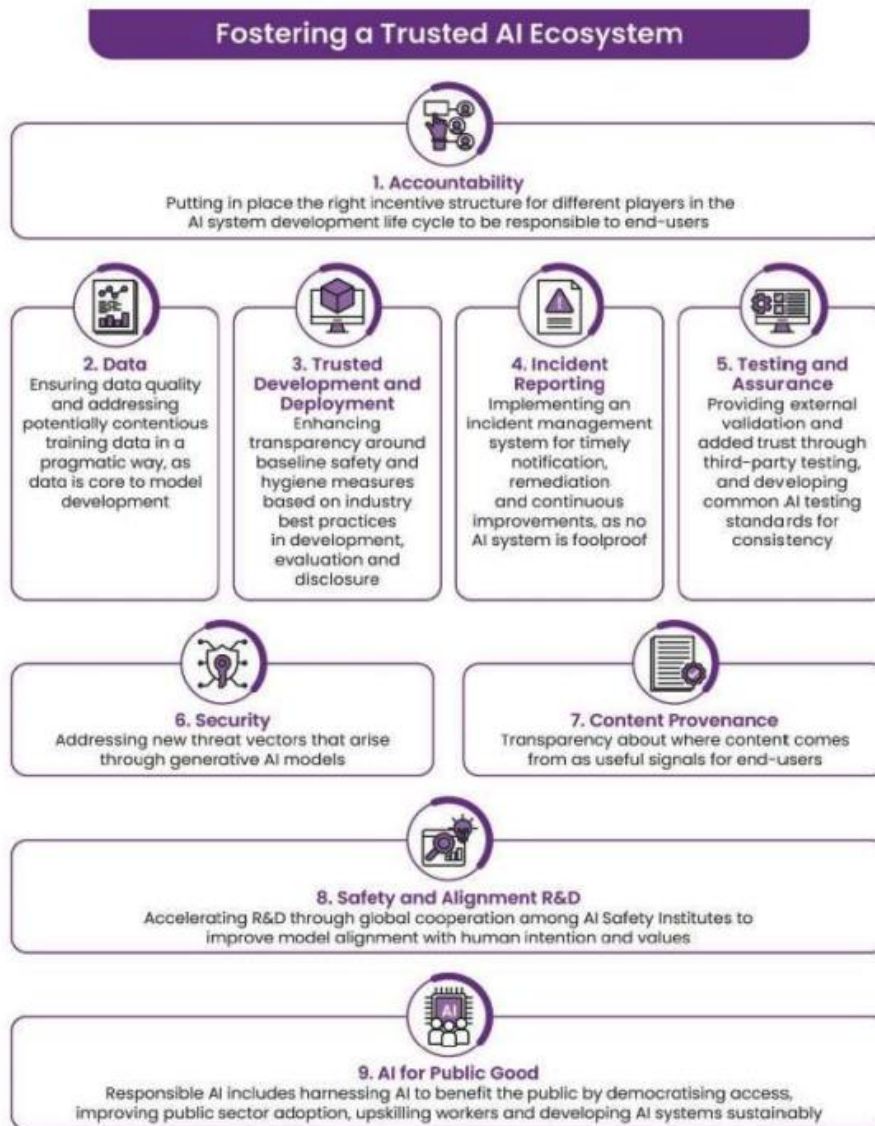 Fostering a Trusted AI Ecosystem
1. Accountability
Putting in place the right incentive structure for different players in the
AI system development life cycle to be responsible to end-users
2. Data
Ensuring data quality
and addressing
potentially contentious
training data in a
pragmatic way, as
data is core to model
development
3. Trusted
Development and
Deployment
Enhancing
transparency around
baseline safety and
hygiene measures
based on industry
best practices
in development,
evaluation and
disclosure
4. Incident
Reporting
Implementing an
incident management
system for timely
notification,
remediation
and continuous
improvements, as no
AI system is foolproof
5. Testing and
Assurance
Providing external
validation and
added trust through
third-party testing,
and developing
common AI testing
standards for
consistency
6. Security
Addressing new threat vectors that arise
through generative AI models
7. Content Provenance
Transparency about where content comes
from as useful signals for end-users
8. Safety and Alignment R&D
Accelerating R&D through global cooperation among AI Safety Institutes to
improve model alignment with human intention and values
AI
9. AI for Public Good
Responsible AI includes harnessing AI to benefit the public by democratising access,
improving public sector adoption, upskilling workers and developing AI systems sustainably